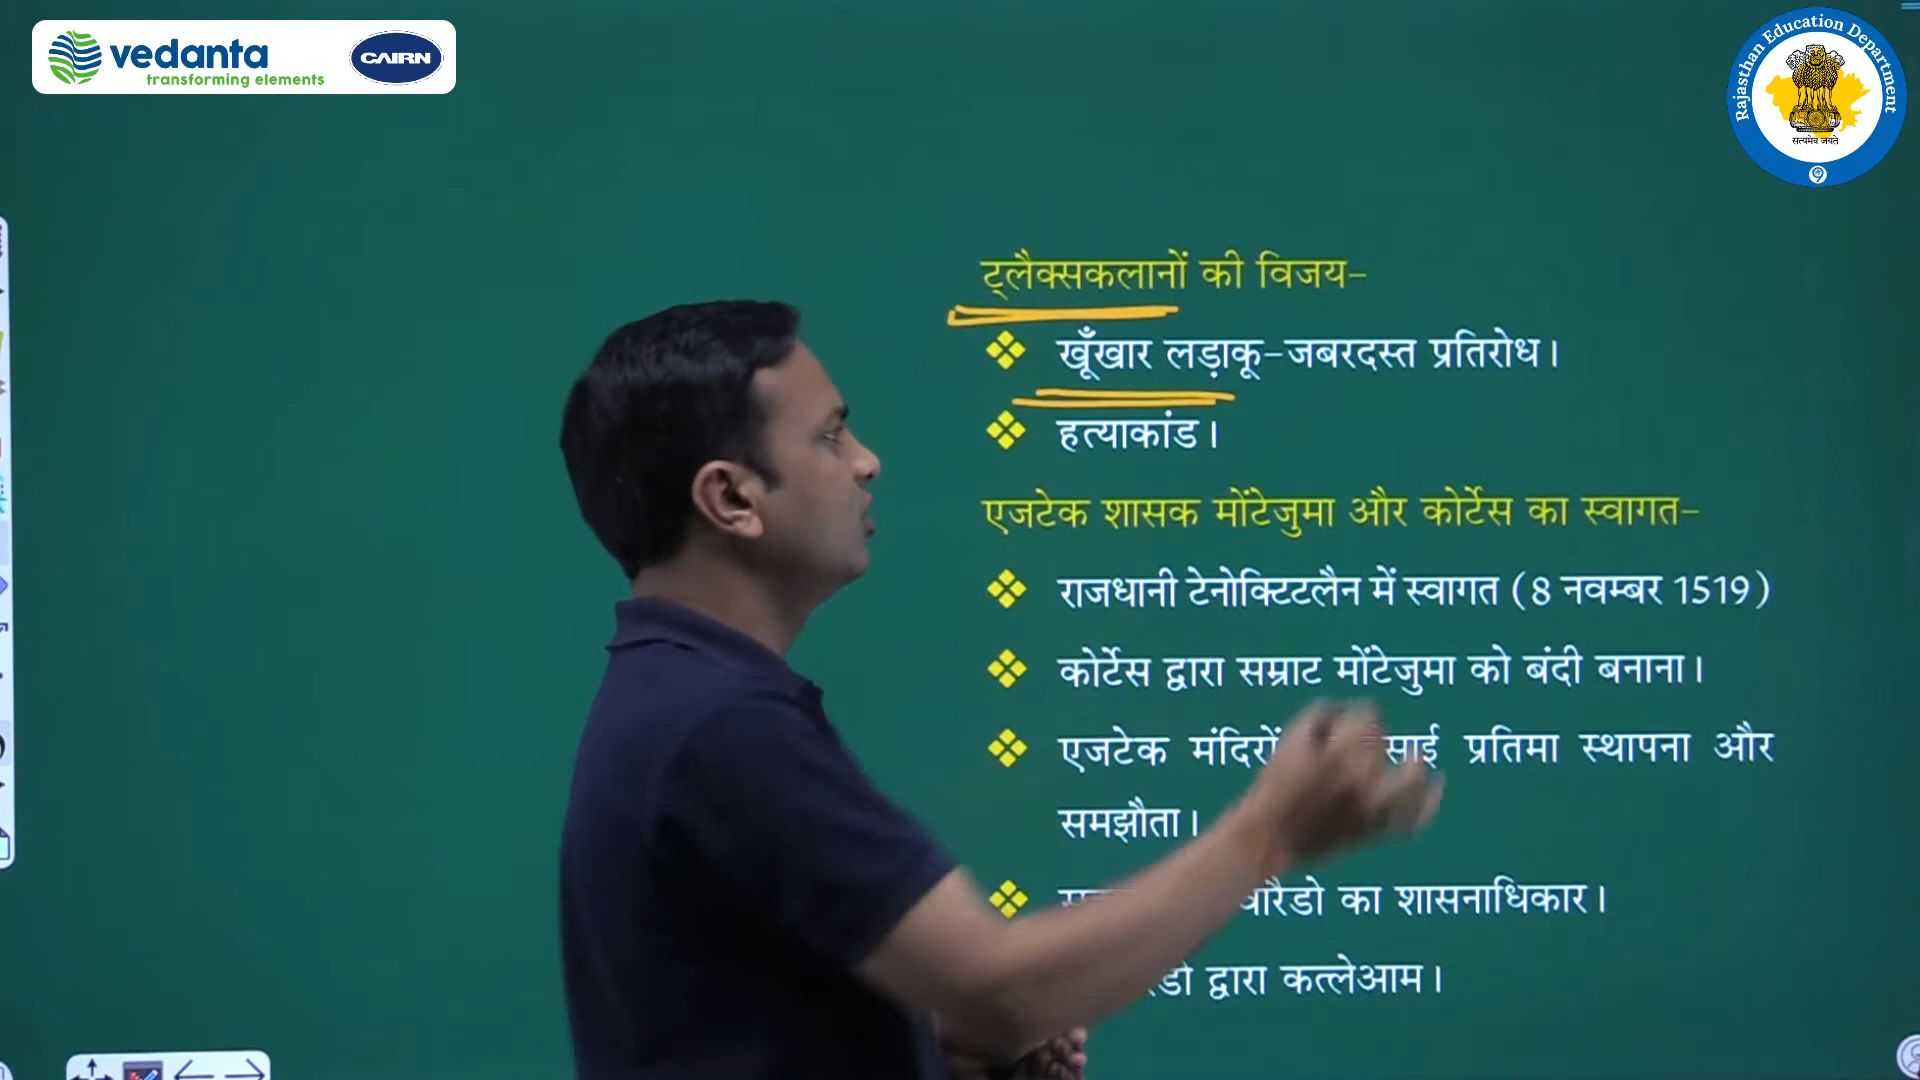 vedanta
transforming elements
CAIRN
Rajasthan Education Department
सत्यमेव जयते
ट्लैक्सकलानों की विजय–
खूँखार लड़ाकू–जबरदस्त प्रतिरोध।
हत्याकांड।
एजटेक शासक मोंटेजुमा और कोर्टेस का स्वागत–
राजधानी टेनोक्टिटलैन में स्वागत (8 नवम्बर 1519)
कोर्टेस द्वारा सम्राट मोंटेजुमा को बंदी बनाना।
एजटेक मंदिरों प्रतिमा स्थापना और
समझौता।
का शासनाधिकार।
द्वारा कत्लेआम।